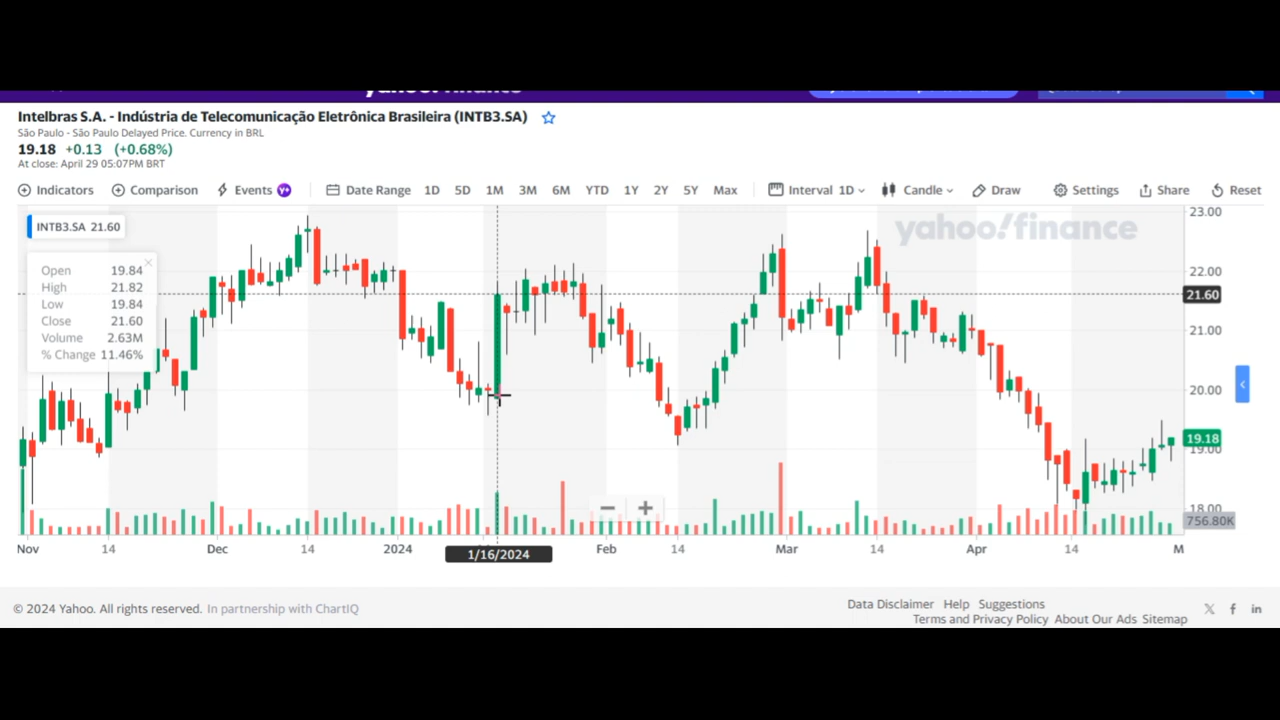 yahoo! finance
Intelbras S.A. - Indústria de Telecomunicação Eletrônica Brasileira (INTB3.SA)
São Paulo - São Paulo Delayed Price. Currency in BRL
19.18 +0.13 (+0.68%)
At close: April 29 05:07PM BRT
Indicators Comparison Events Y+ Date Range 1D 5D 1M 3M 6M YTD 1Y 2Y 5Y Max Interval 1D Candle Draw Settings Share Reset
INTB3.SA 21.60
yahoo!finance
Open 19.84
High 21.82
Low 19.84
Close 21.60
Volume 2.63M
% Change 11.46%
23.00
22.00
21.60
21.00
20.00
19.18
19.00
18.00
756.80K
Nov 14 Dec 14 2024 1/16/2024 Feb 14 Mar 14 Apr 14 M
© 2024 Yahoo. All rights reserved. In partnership with ChartIQ
Data Disclaimer Help Suggestions
Terms and Privacy Policy About Our Ads Sitemap